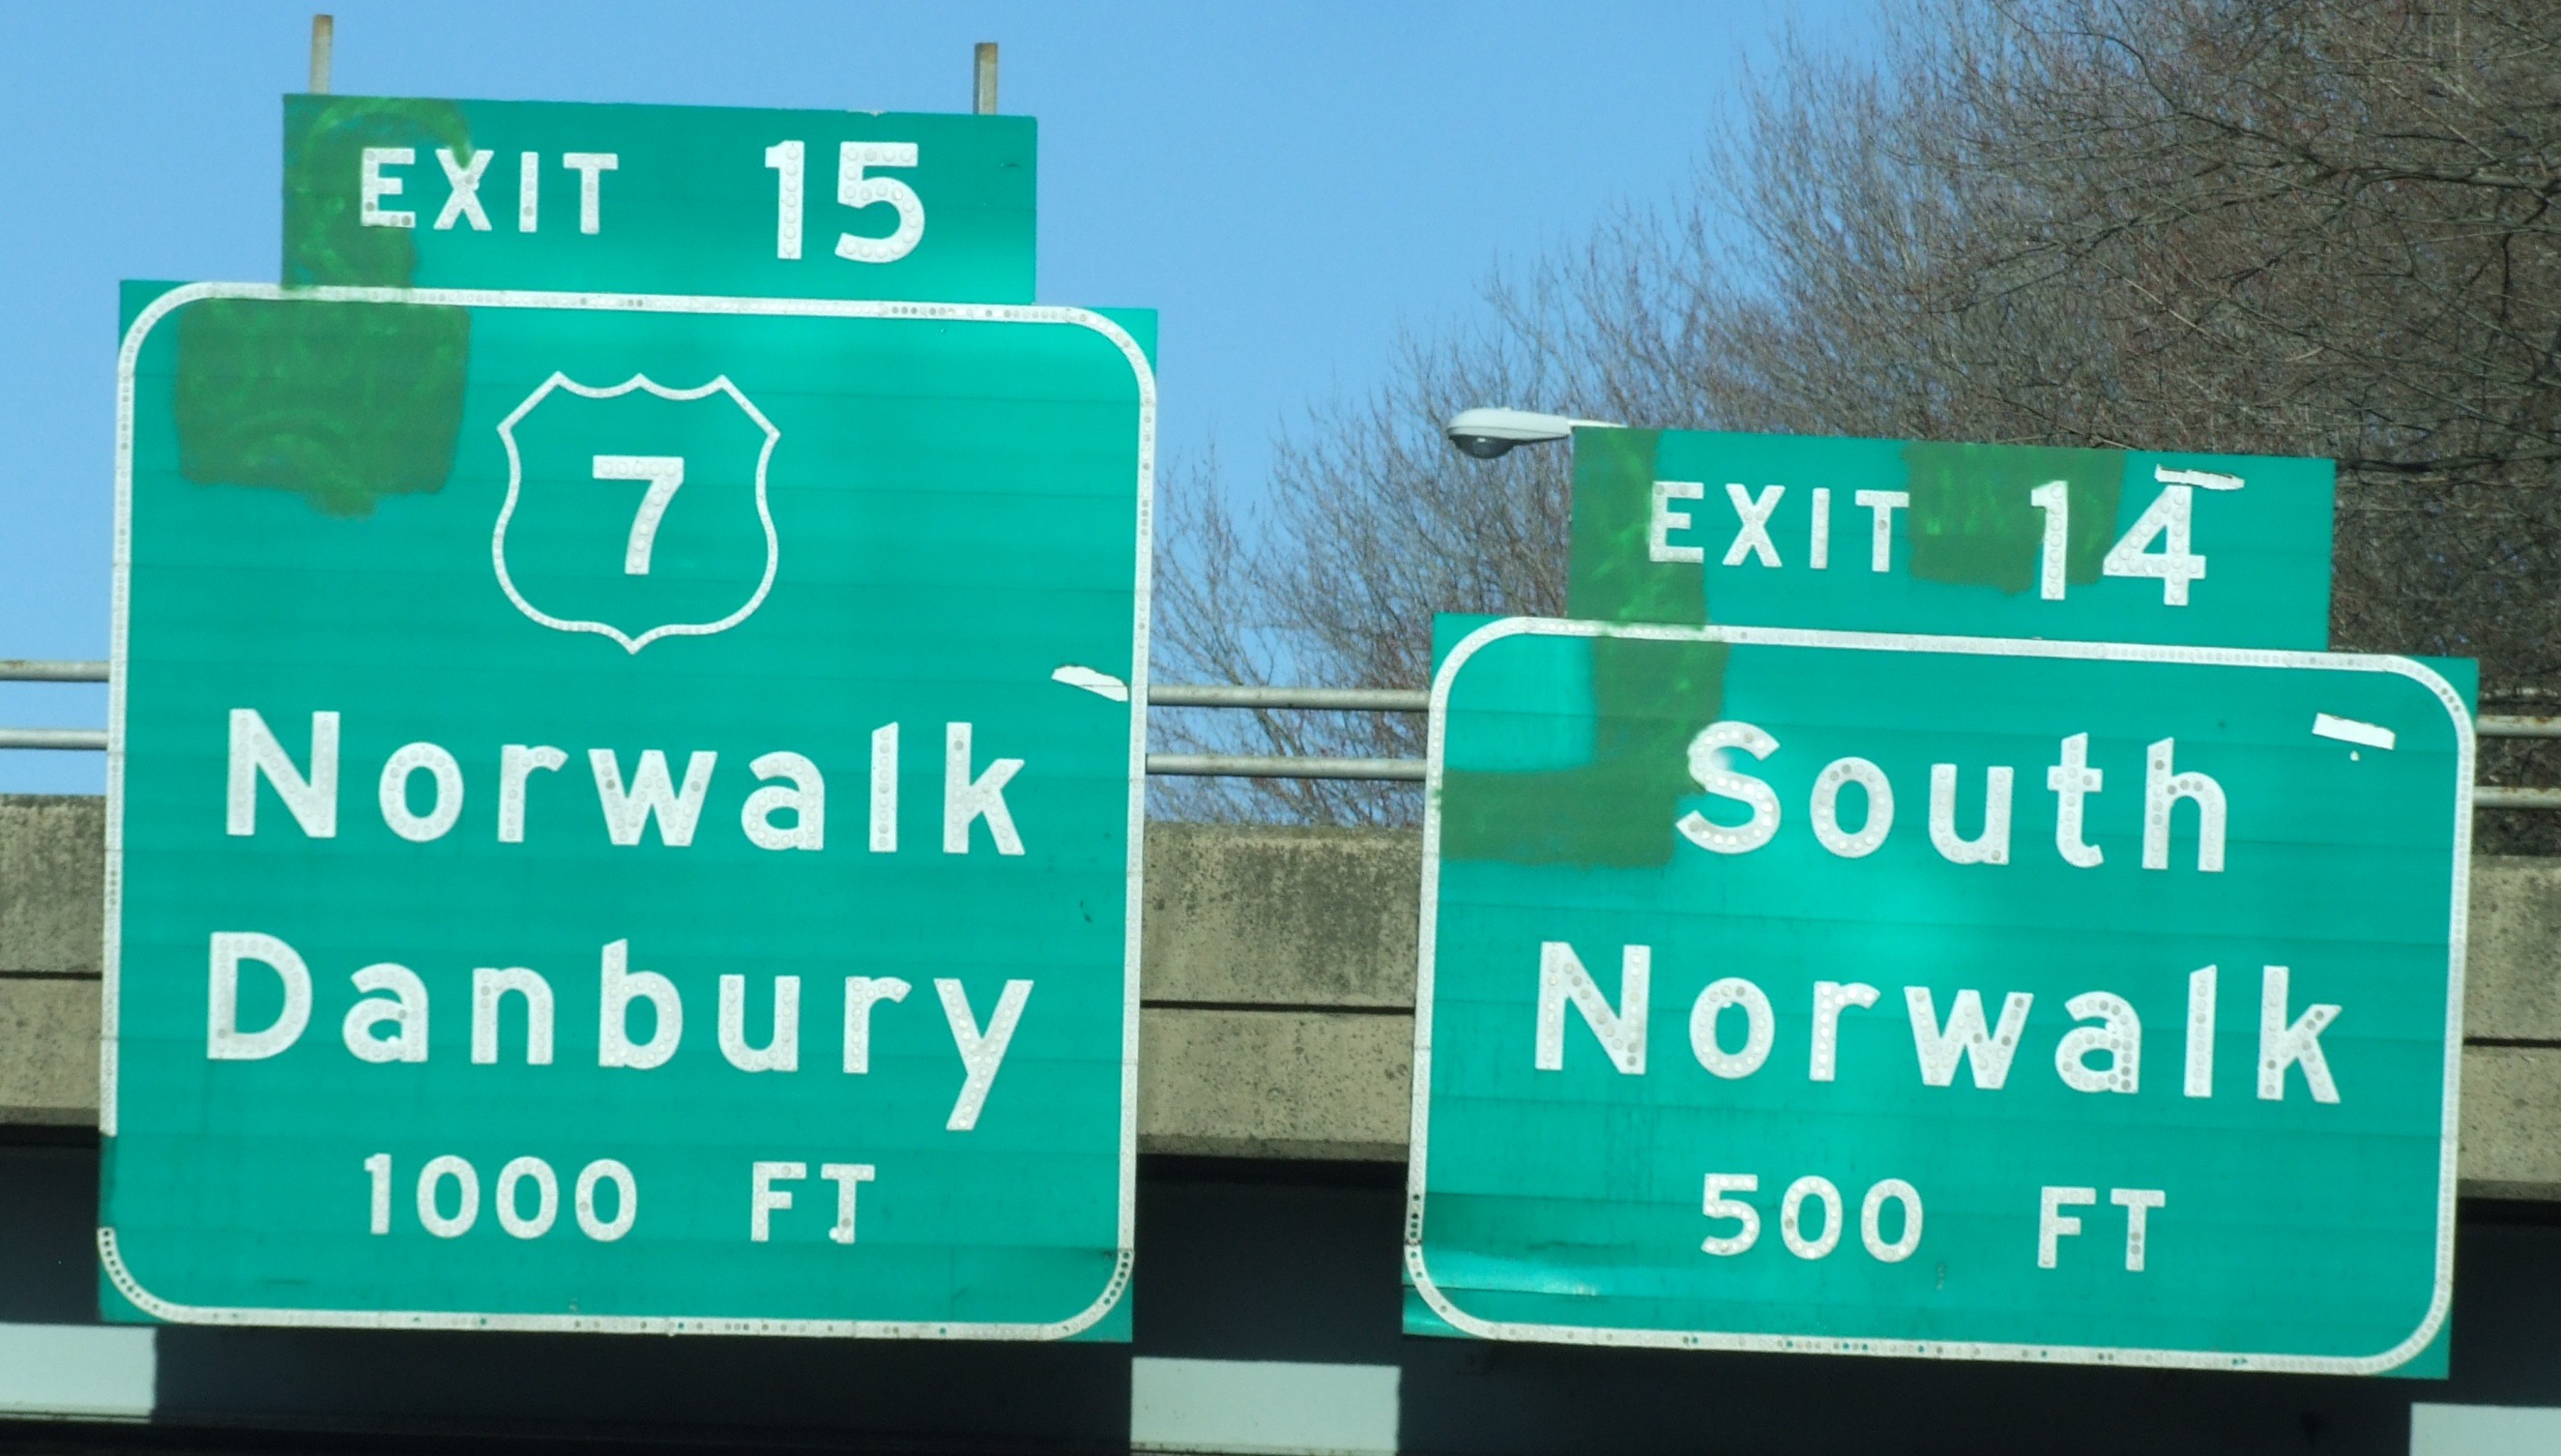 EXIT 15
7
Norwalk
Danbury
1000 FT
EXIT 14
South
Norwalk
500 FT